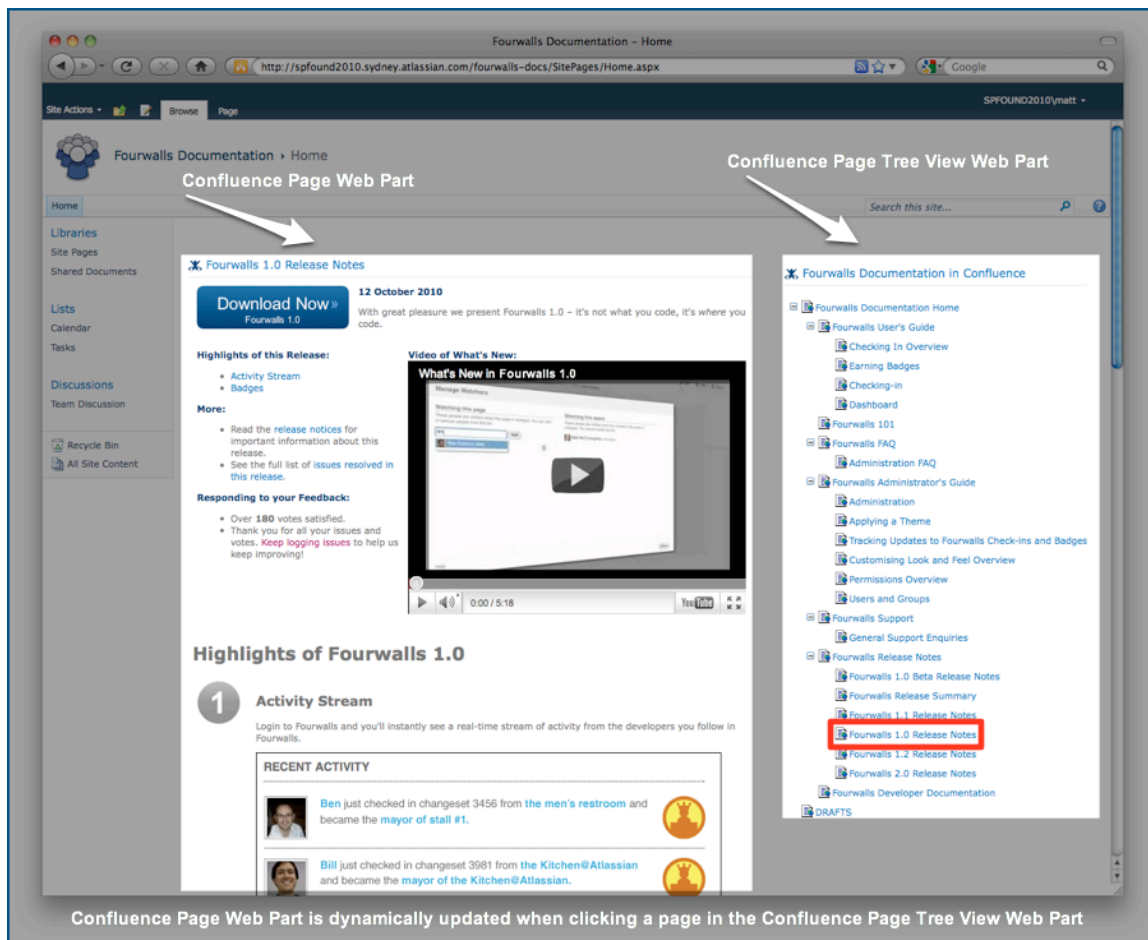 Fourwalls Documentation – Home
http://spfound2010.sydney.atlassian.com/fourwalls-docs/SitePages/Home.aspx
Google
Site Actions
Browse
Page
SPFOUND2010\matt
Fourwalls Documentation › Home
Confluence Page Web Part
Confluence Page Tree View Web Part
Home
Search this site...
Libraries
Site Pages
Shared Documents
Lists
Calendar
Tasks
Discussions
Team Discussion
Recycle Bin
All Site Content
Fourwalls 1.0 Release Notes
Download Now »
Fourwalls 1.0
12 October 2010
With great pleasure we present Fourwalls 1.0 – it's not what you code, it's where you
code.
Highlights of this Release:
• Activity Stream
• Badges
More:
• Read the release notices for
important information about this
release.
• See the full list of issues resolved in
this release.
Responding to your Feedback:
• Over 180 votes satisfied.
• Thank you for all your issues and
votes. Keep logging issues to help us
keep improving!
Video of What's New:
What's New in Fourwalls 1.0
Manage Watchers
Watching this page
Watching this space
0:00 / 5:18
YouTube
Highlights of Fourwalls 1.0
1
Activity Stream
Login to Fourwalls and you'll instantly see a real-time stream of activity from the developers you follow in
Fourwalls.
RECENT ACTIVITY
Ben just checked in changeset 3456 from the men's restroom and
became the mayor of stall #1.
Bill just checked in changeset 3981 from the Kitchen@Atlassian
and became the mayor of the Kitchen@Atlassian.
Fourwalls Documentation in Confluence
Fourwalls Documentation Home
Fourwalls User's Guide
Checking In Overview
Earning Badges
Checking-in
Dashboard
Fourwalls 101
Fourwalls FAQ
Administration FAQ
Fourwalls Administrator's Guide
Administration
Applying a Theme
Tracking Updates to Fourwalls Check-ins and Badges
Customising Look and Feel Overview
Permissions Overview
Users and Groups
Fourwalls Support
General Support Enquiries
Fourwalls Release Notes
Fourwalls 1.0 Beta Release Notes
Fourwalls Release Summary
Fourwalls 1.1 Release Notes
Fourwalls 1.0 Release Notes
Fourwalls 1.2 Release Notes
Fourwalls 2.0 Release Notes
Fourwalls Developer Documentation
DRAFTS
Confluence Page Web Part is dynamically updated when clicking a page in the Confluence Page Tree View Web Part